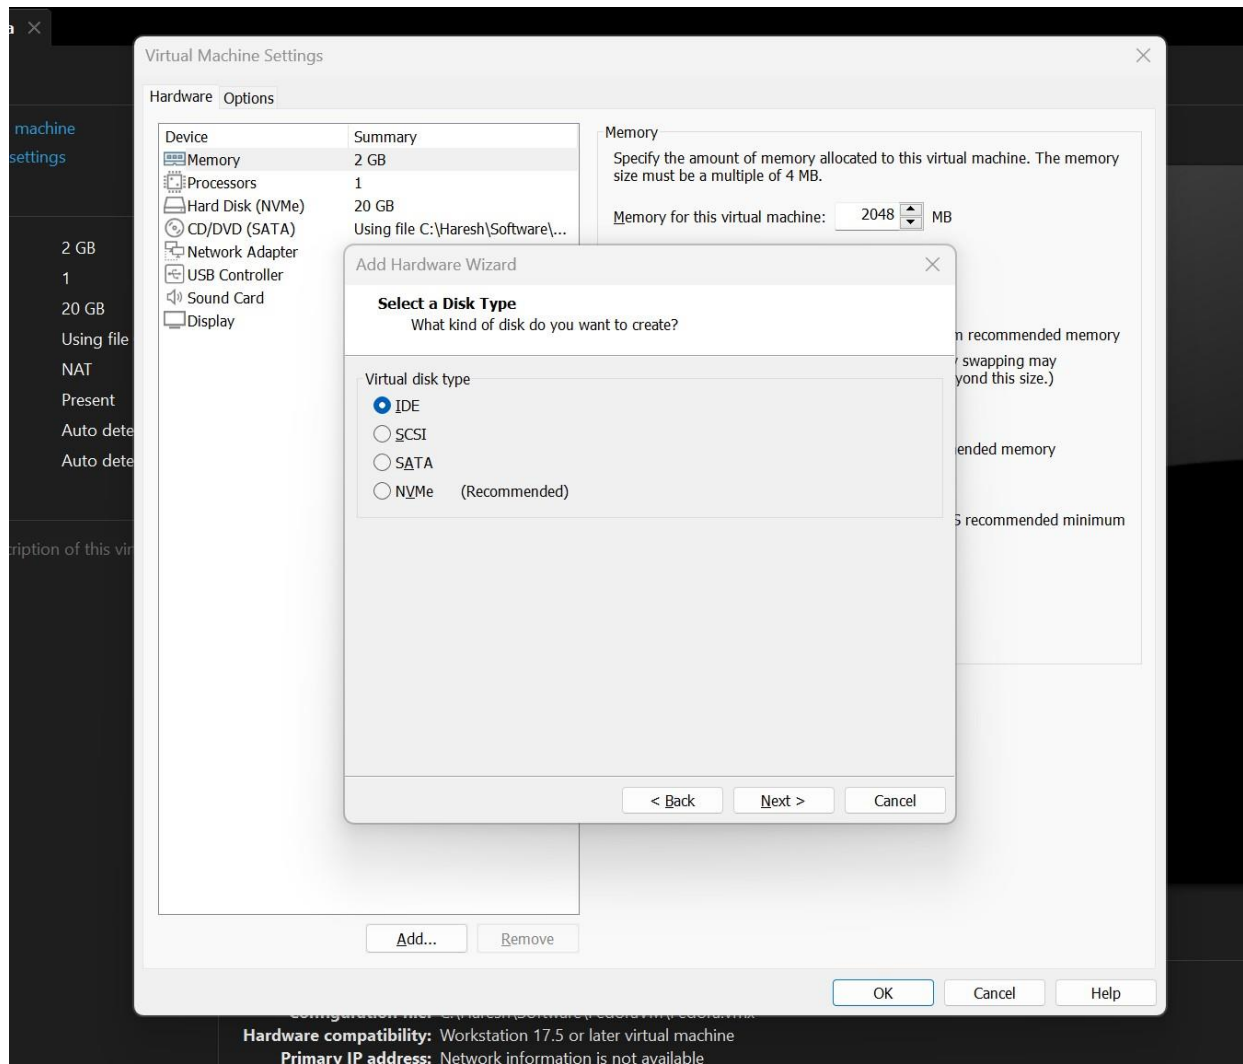 Virtual Machine Settings
Hardware Options
machine
settings
2 GB
1
20 GB
Using file
NAT
Present
Auto dete
Auto dete
cription of this vir
Device Summary
Memory 2 GB
Processors 1
Hard Disk (NVMe) 20 GB
CD/DVD (SATA) Using file C:\Haresh\Software\...
Network Adapter
USB Controller
Sound Card
Display
Memory
Specify the amount of memory allocated to this virtual machine. The memory
size must be a multiple of 4 MB.
Memory for this virtual machine: 2048 MB
recommended memory
swapping may
yond this size.)
ended memory
S recommended minimum
Add Hardware Wizard
Select a Disk Type
What kind of disk do you want to create?
Virtual disk type
IDE
SCSI
SATA
NVMe (Recommended)
< Back Next > Cancel
Add... Remove
OK Cancel Help
Hardware compatibility: Workstation 17.5 or later virtual machine
Primary IP address: Network information is not available